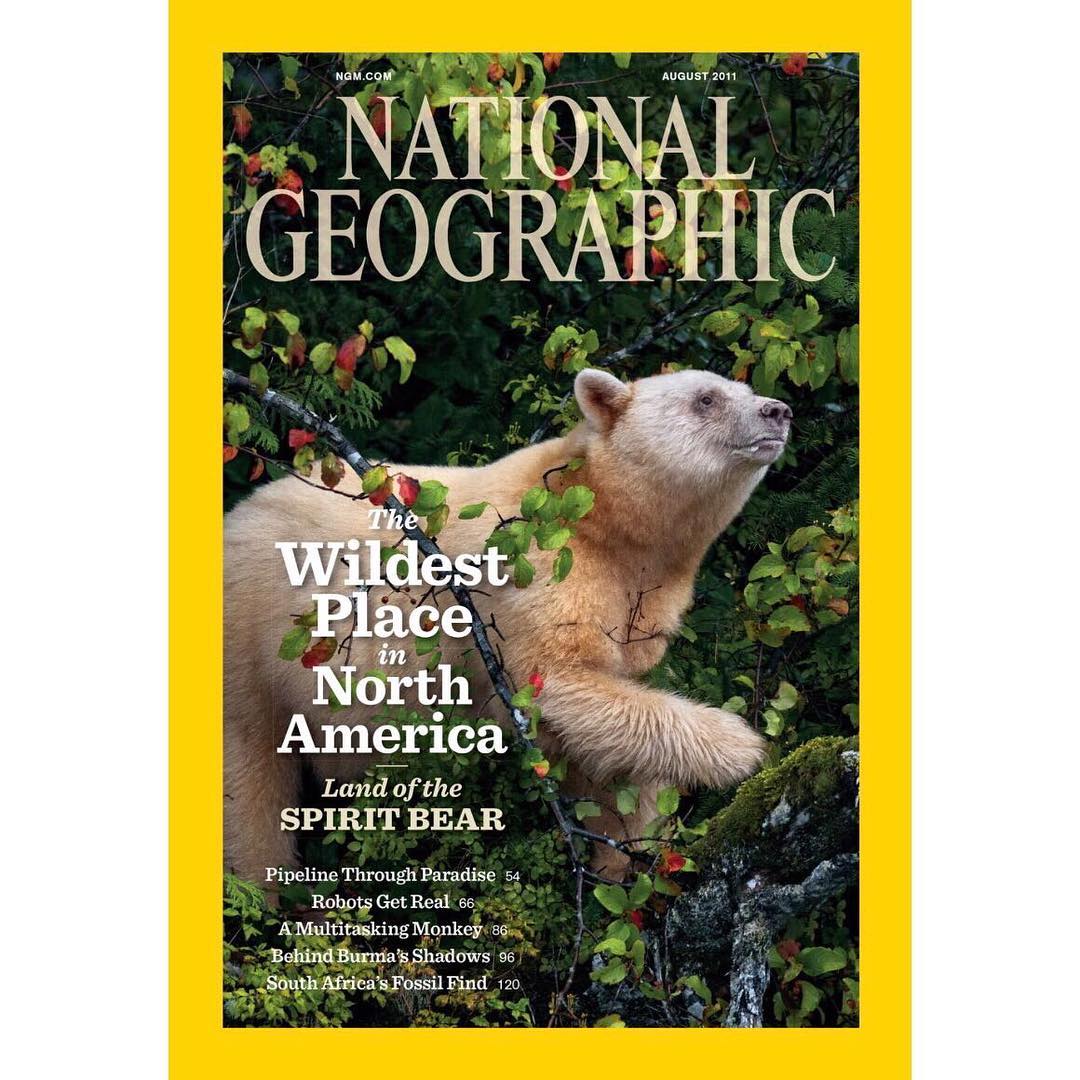 NGM.COM AUGUST 2011
NATIONAL
GEOGRAPHIC
The
Wildest
Place
in
North
America
Land of the
SPIRIT BEAR
Pipeline Through Paradise 54
Robots Get Real 66
A Multitasking Monkey 86
Behind Burma's Shadows 96
South Africa's Fossil Find 120